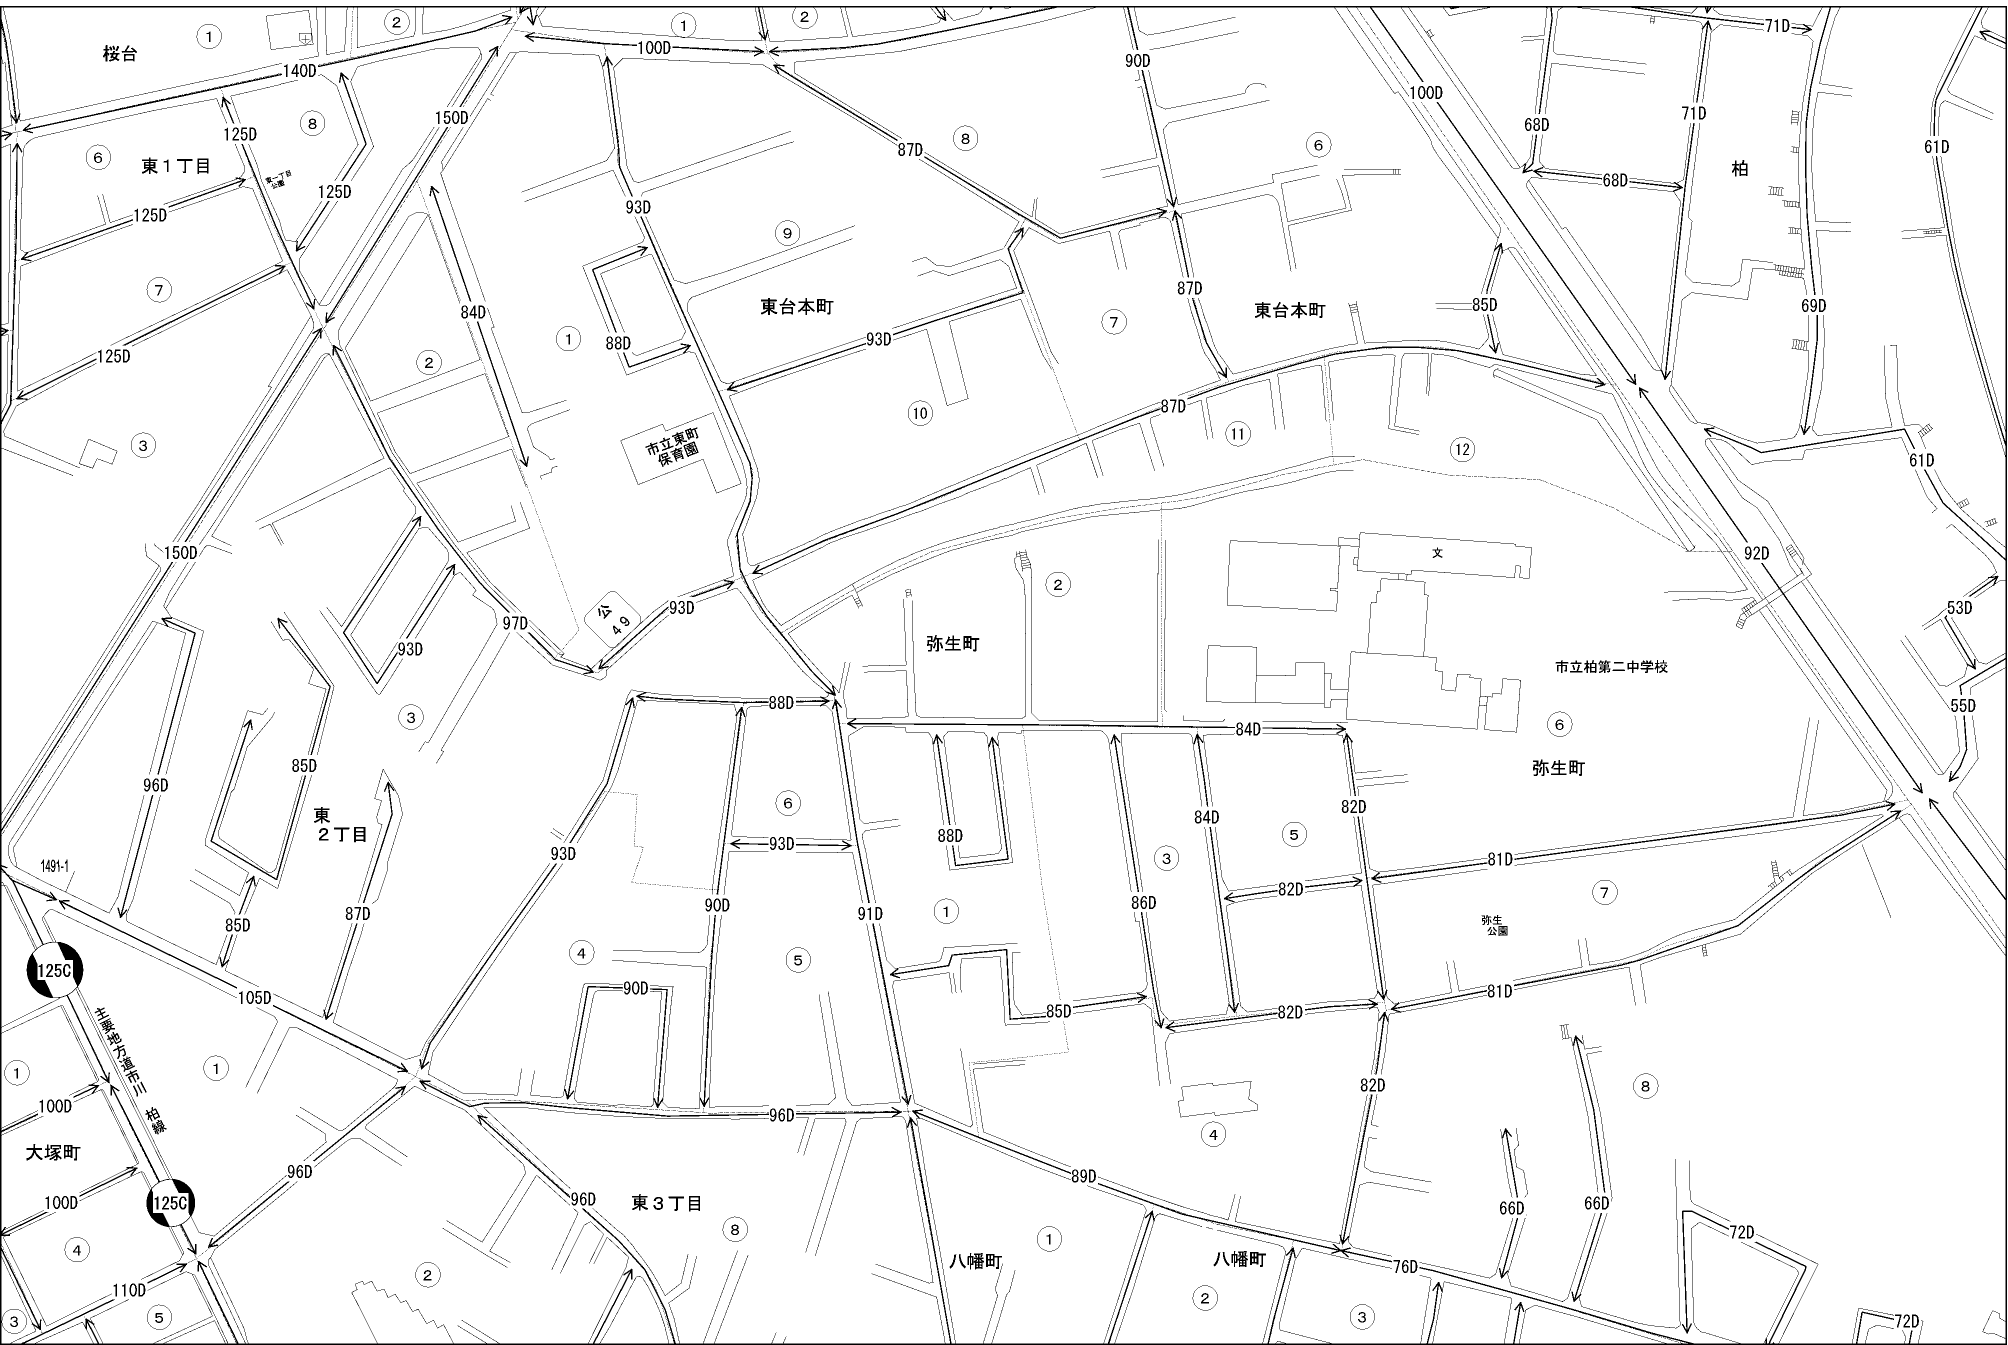 ①
②
①
②
桜台
100D
71D
140D
90D
100D
150D
71D
⑧
125D
68D
⑥
⑧
87D
⑥
61D
東1丁目
東一丁目
公園
柏
68D
125D
125D
93D
⑨
84D
87D
⑦
東台本町
東台本町
85D
69D
⑦
88D
①
93D
125D
②
⑩
87D
⑪
⑫
③
市立東町
保育園
61D
150D
文
92D
②
公
49
93D
53D
97D
93D
弥生町
市立柏第二中学校
88D
③
84D
⑥
55D
弥生町
85D
96D
⑥
82D
84D
東
2丁目
88D
⑤
93D
93D
③
81D
1491-1
82D
⑦
90D
86D
91D
①
87D
85D
弥生
公園
④
⑤
125C
105D
90D
85D
82D
81D
主要地方道市川 柏線
①
①
82D
⑧
100D
96D
④
大塚町
96D
89D
100D
96D
東3丁目
66D
66D
⑧
①
72D
④
八幡町
八幡町
76D
125C
②
110D
②
③
⑤
③
72D